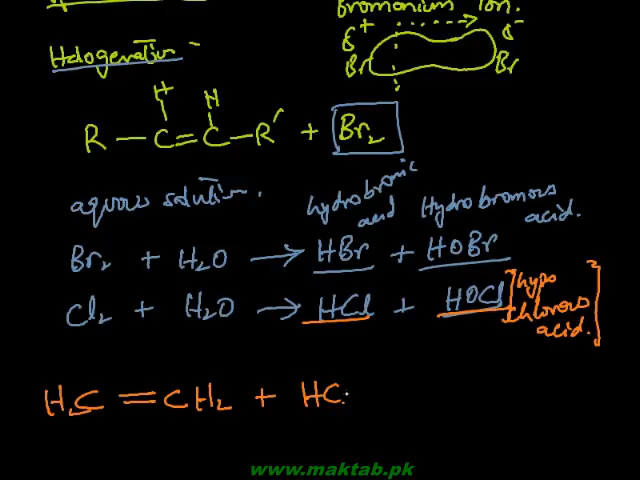 Bromonium ion.
Halogenation
δ+ δ-
Br Br
H H
R — C = C — R' + Br₂
aquous solution.
hydrobromic acid
Hydrobromous acid.
Br₂ + H₂O → HBr + HOBr
Cl₂ + H₂O → HCl + HOCl
hypo chlorous acid.
H₂C = CH₂ + HC
www.maktab.pk